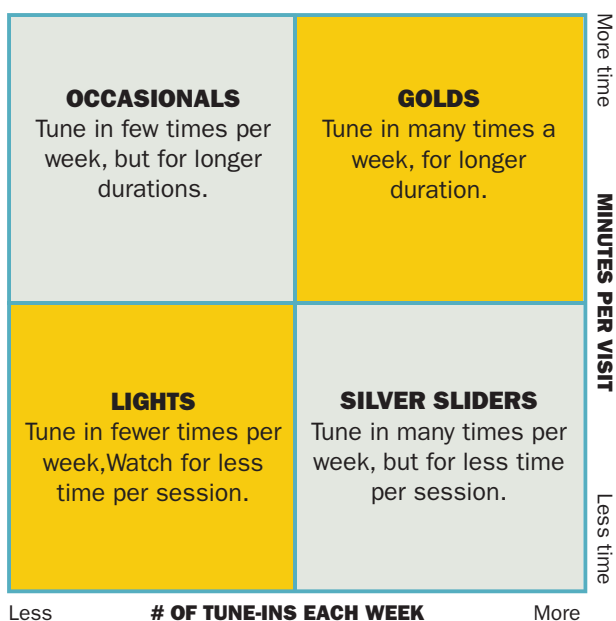 OCCASIONALS
Tune in few times per
week, but for longer
durations.
GOLDS
Tune in many times a
week, for longer
duration.
LIGHTS
Tune in fewer times per
week,Watch for less
time per session.
SILVER SLIDERS
Tune in many times per
week, but for less time
per session.
More time
MINUTES PER VISIT
Less time
Less
# OF TUNE-INS EACH WEEK
More